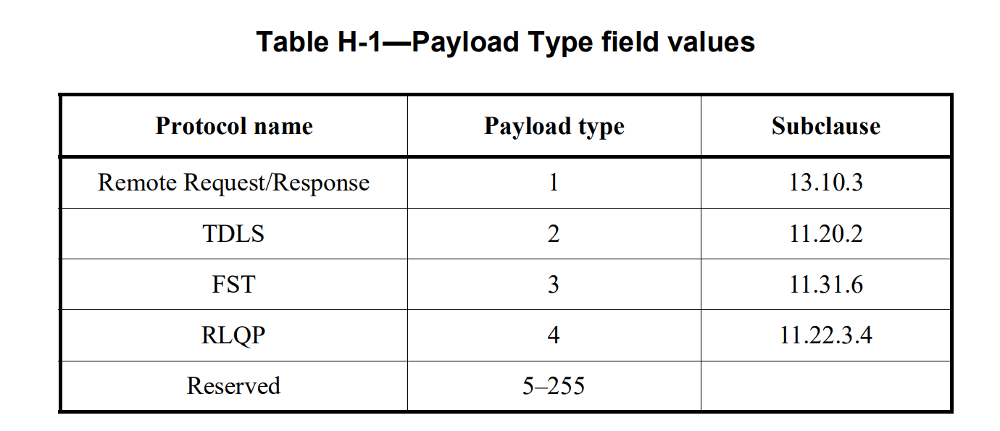 Table H-1—Payload Type field values
Protocol name Payload type Subclause
Remote Request/Response 1 13.10.3
TDLS 2 11.20.2
FST 3 11.31.6
RLQP 4 11.22.3.4
Reserved 5–255